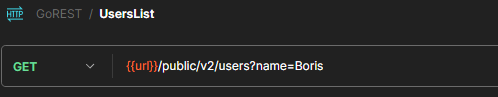 HTTP GoREST / UsersList
GET {{url}}/public/v2/users?name=Boris